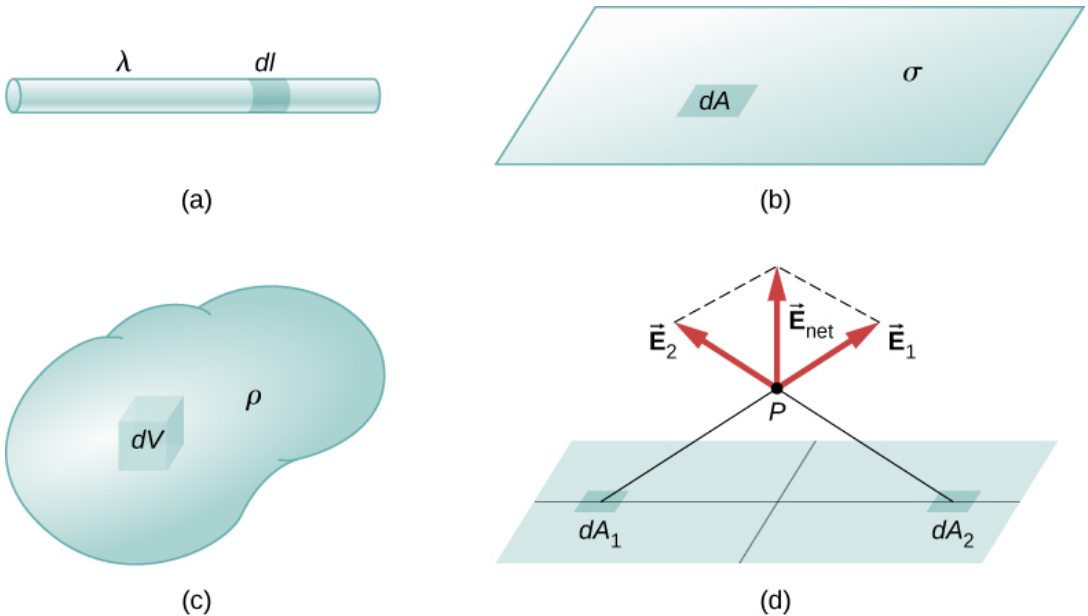 λ dl
(a)
dA σ
(b)
dV ρ
(c)
E⃗₂ E⃗net E⃗₁
P
dA₁ dA₂
(d)